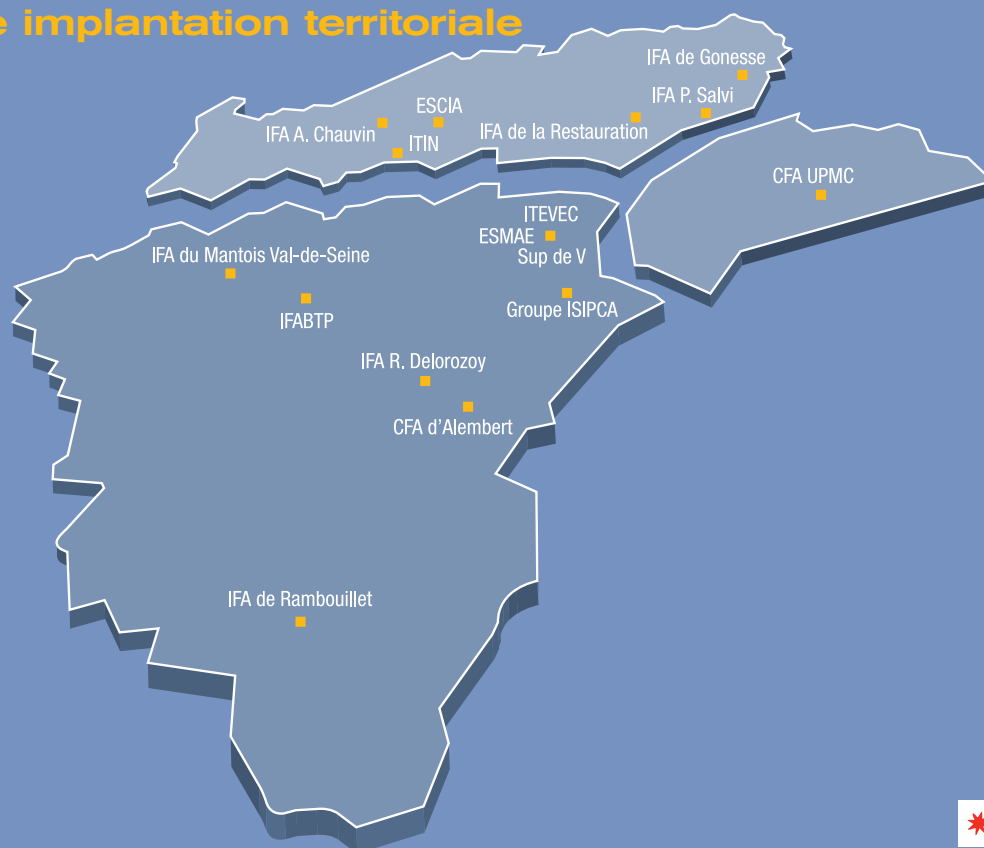 e implantation territoriale
IFA de Gonesse
IFA P. Salvi
ESCIA
IFA A. Chauvin
ITIN
IFA de la Restauration
CFA UPMC
ITEVEC
ESMAE
Sup de V
IFA du Mantois Val-de-Seine
Groupe ISIPCA
IFABTP
IFA R. Delorozoy
CFA d'Alembert
IFA de Rambouillet